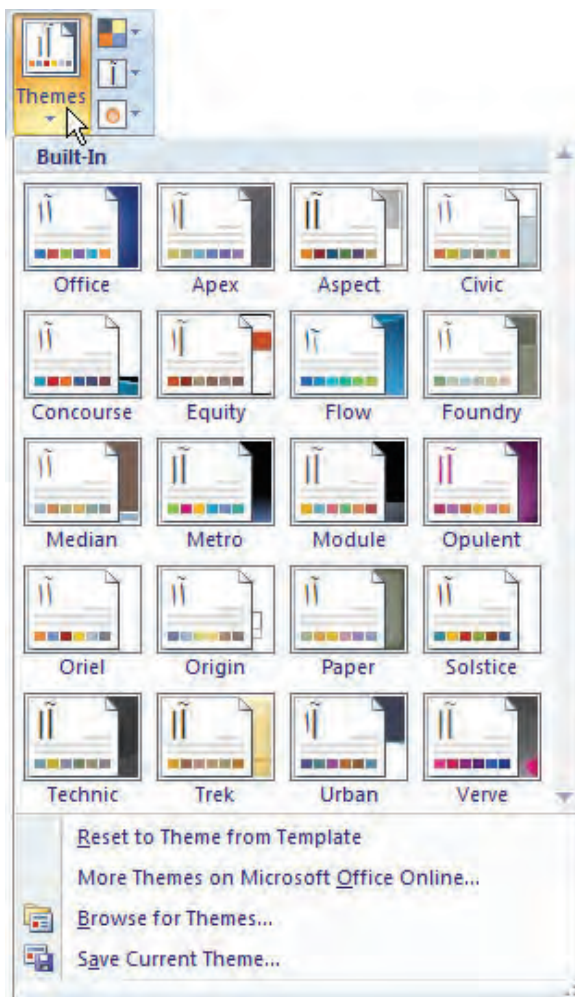 Themes
Built-In
Office Apex Aspect Civic
Concourse Equity Flow Foundry
Median Metro Module Opulent
Oriel Origin Paper Solstice
Technic Trek Urban Verve
Reset to Theme from Template
More Themes on Microsoft Office Online...
Browse for Themes...
Save Current Theme...